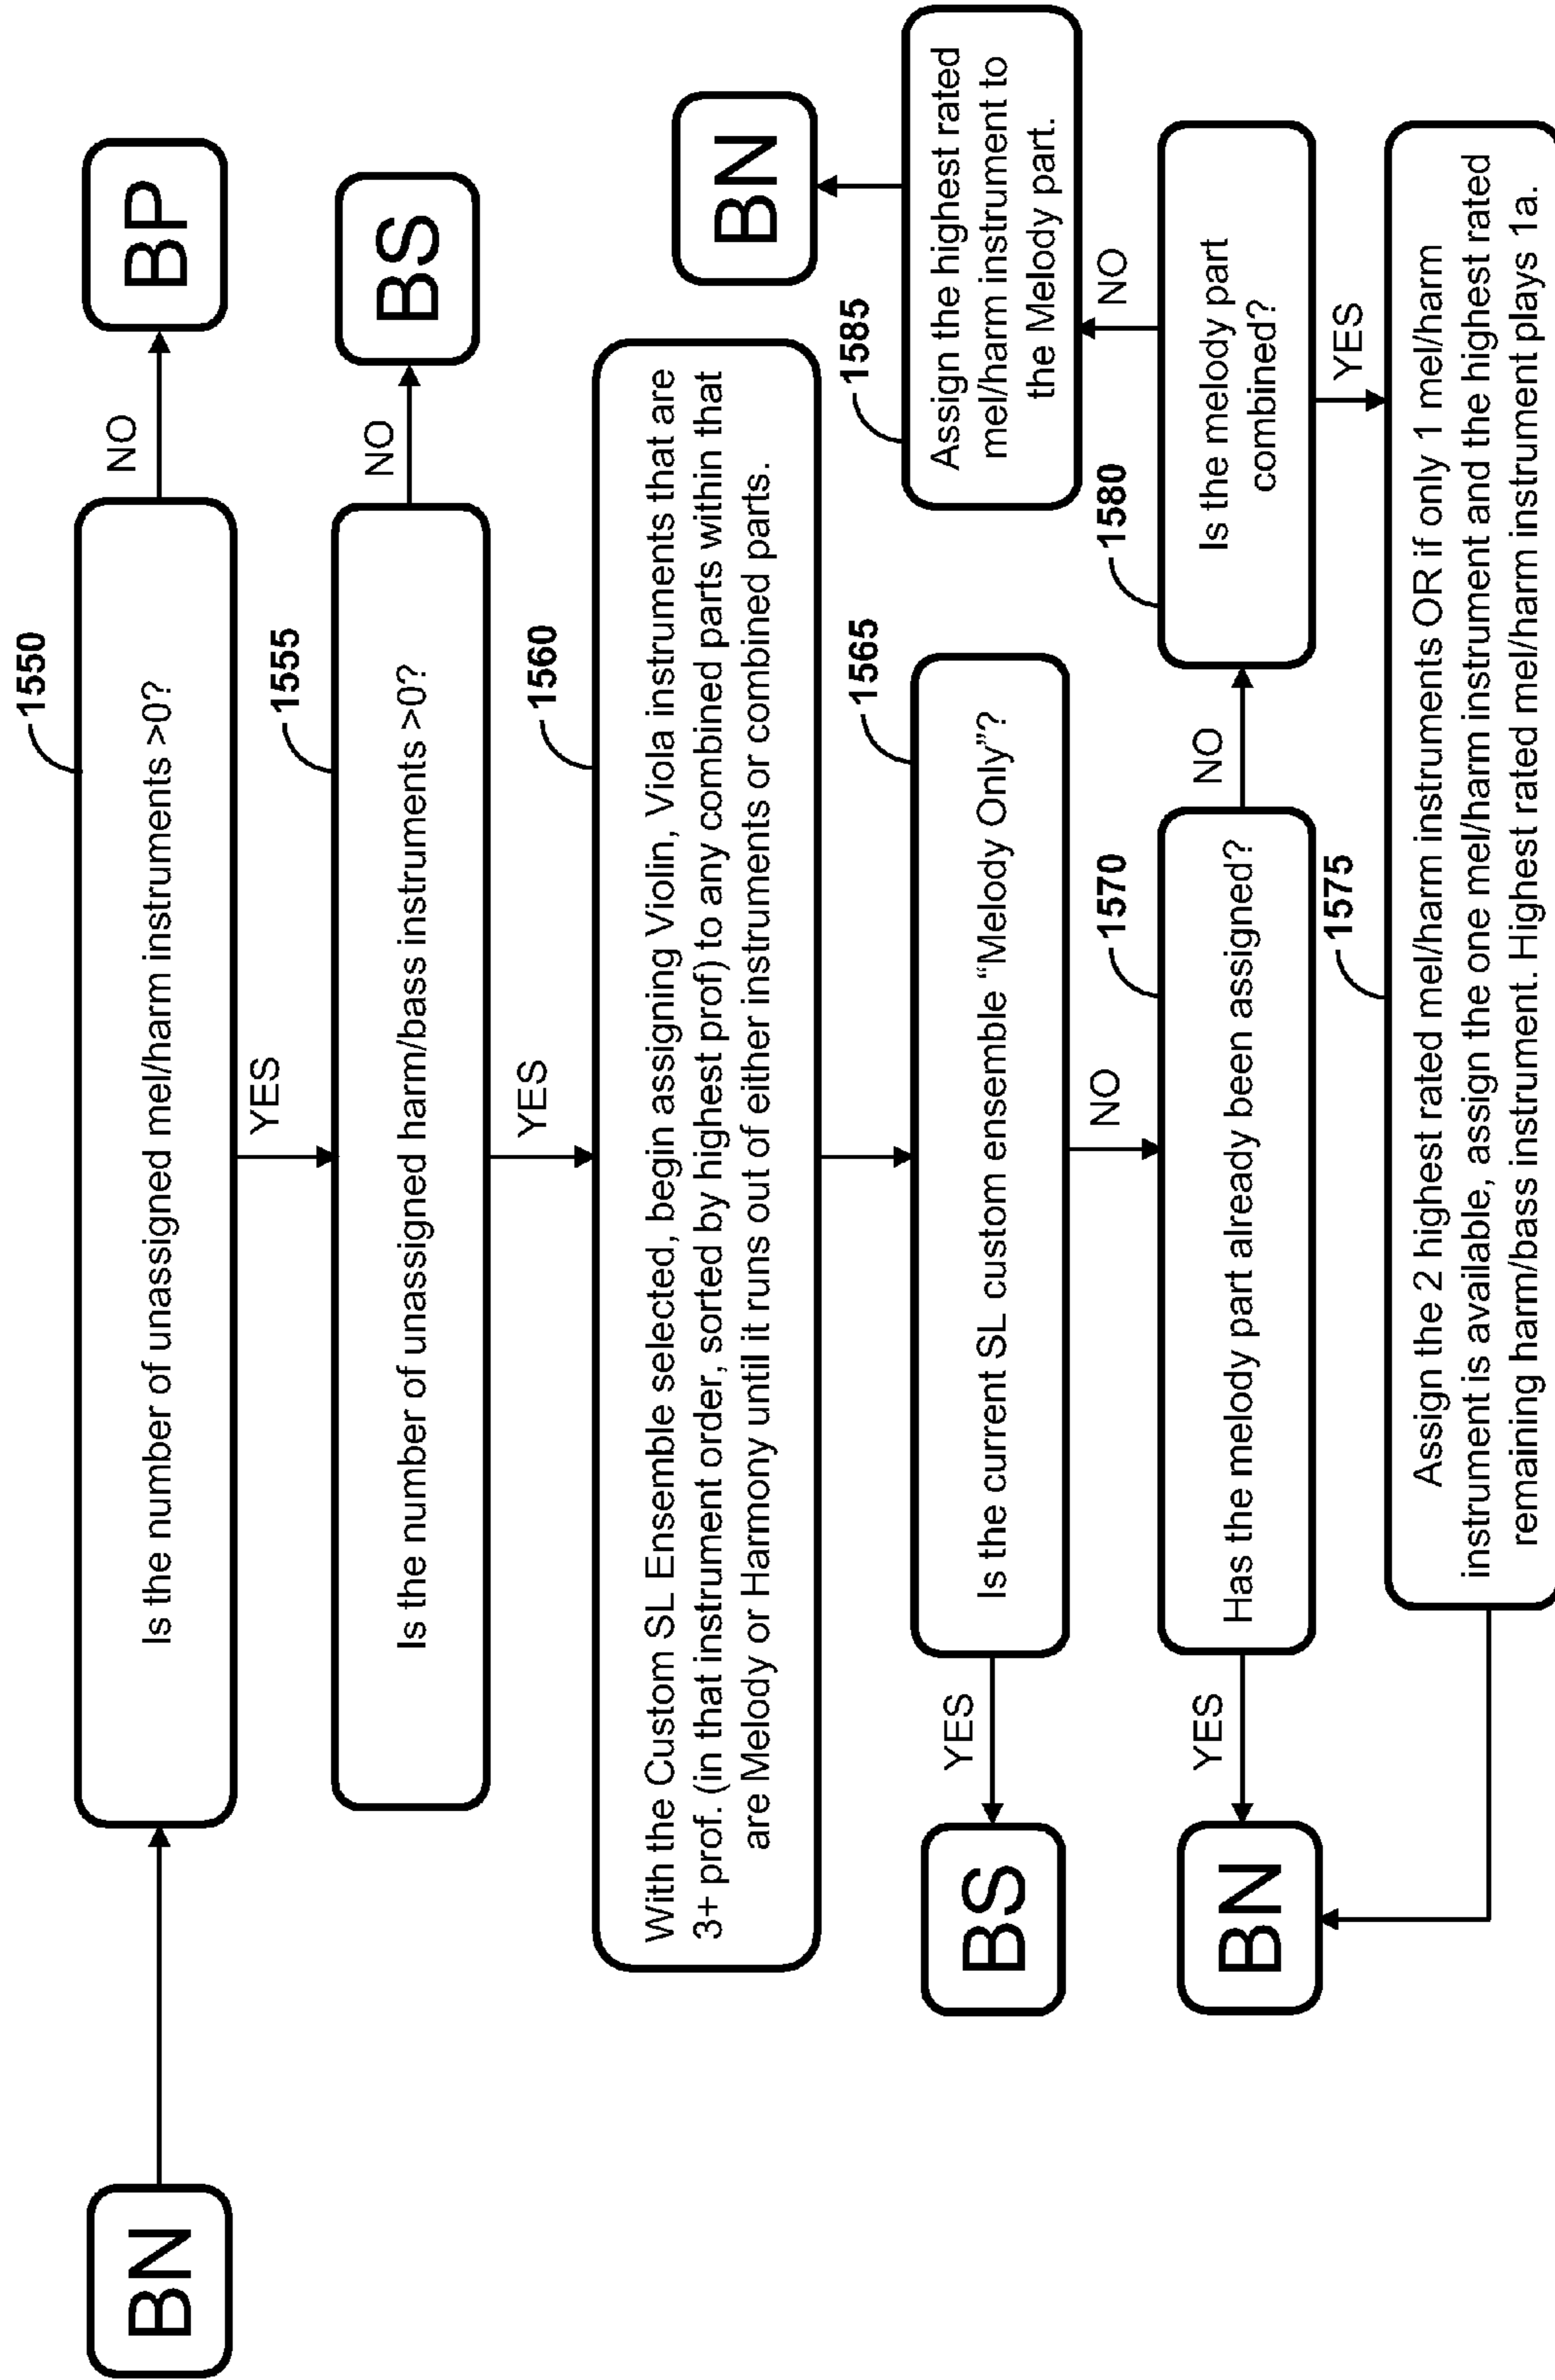 BN
1550
Is the number of unassigned mel/harm instruments >0?
NO
BP
YES
1555
Is the number of unassigned harm/bass instruments >0?
NO
BS
YES
1560
With the Custom SL Ensemble selected, begin assigning Violin, Viola instruments that are
3+ prof. (in that instrument order, sorted by highest prof) to any combined parts within that
are Melody or Harmony until it runs out of either instruments or combined parts.
1565
Is the current SL custom ensemble “Melody Only”?
YES
BS
NO
1570
Has the melody part already been assigned?
YES
BN
NO
1580
Is the melody part
combined?
NO
1585
Assign the highest rated
mel/harm instrument to
the Melody part.
BN
YES
1575
Assign the 2 highest rated mel/harm instruments OR if only 1 mel/harm
instrument is available, assign the one mel/harm instrument and the highest rated
remaining harm/bass instrument. Highest rated mel/harm instrument plays 1a.